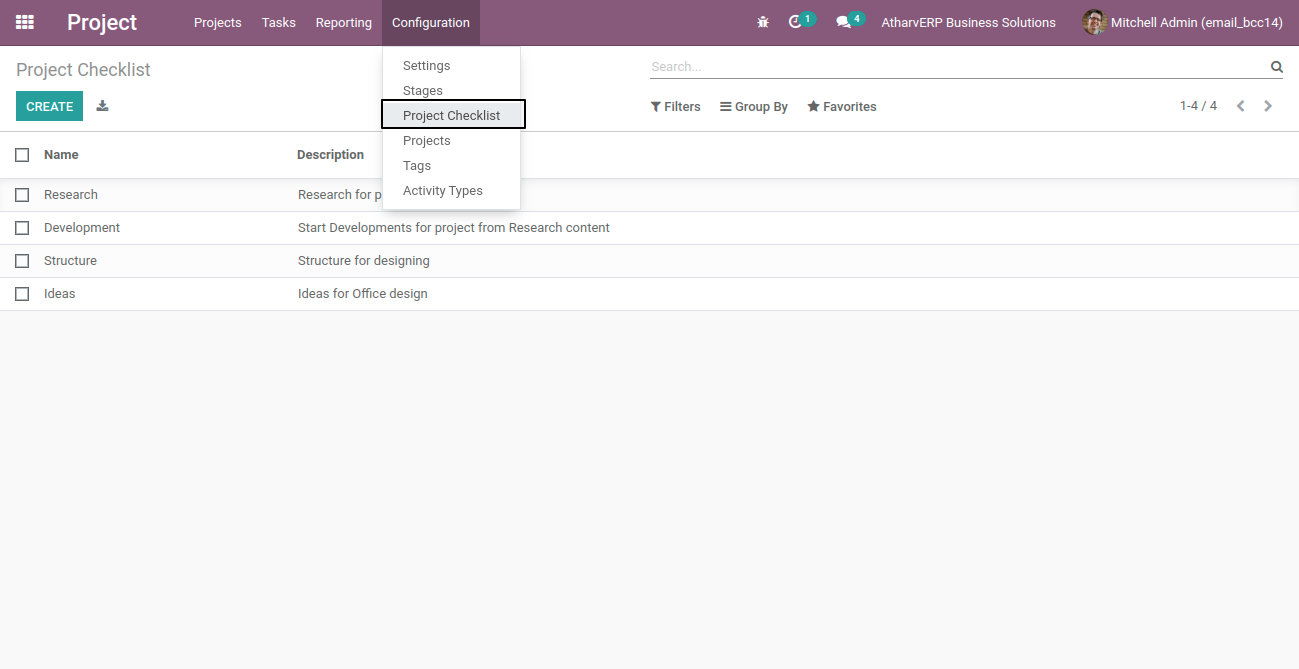 Project Projects Tasks Reporting Configuration 1 4 AtharvERP Business Solutions Mitchell Admin (email_bcc14)
Project Checklist
Search...
CREATE
Filters Group By Favorites 1-4 / 4
Settings
Stages
Project Checklist
Projects
Tags
Activity Types
Name Description
Research Research for p
Development Start Developments for project from Research content
Structure Structure for designing
Ideas Ideas for Office design